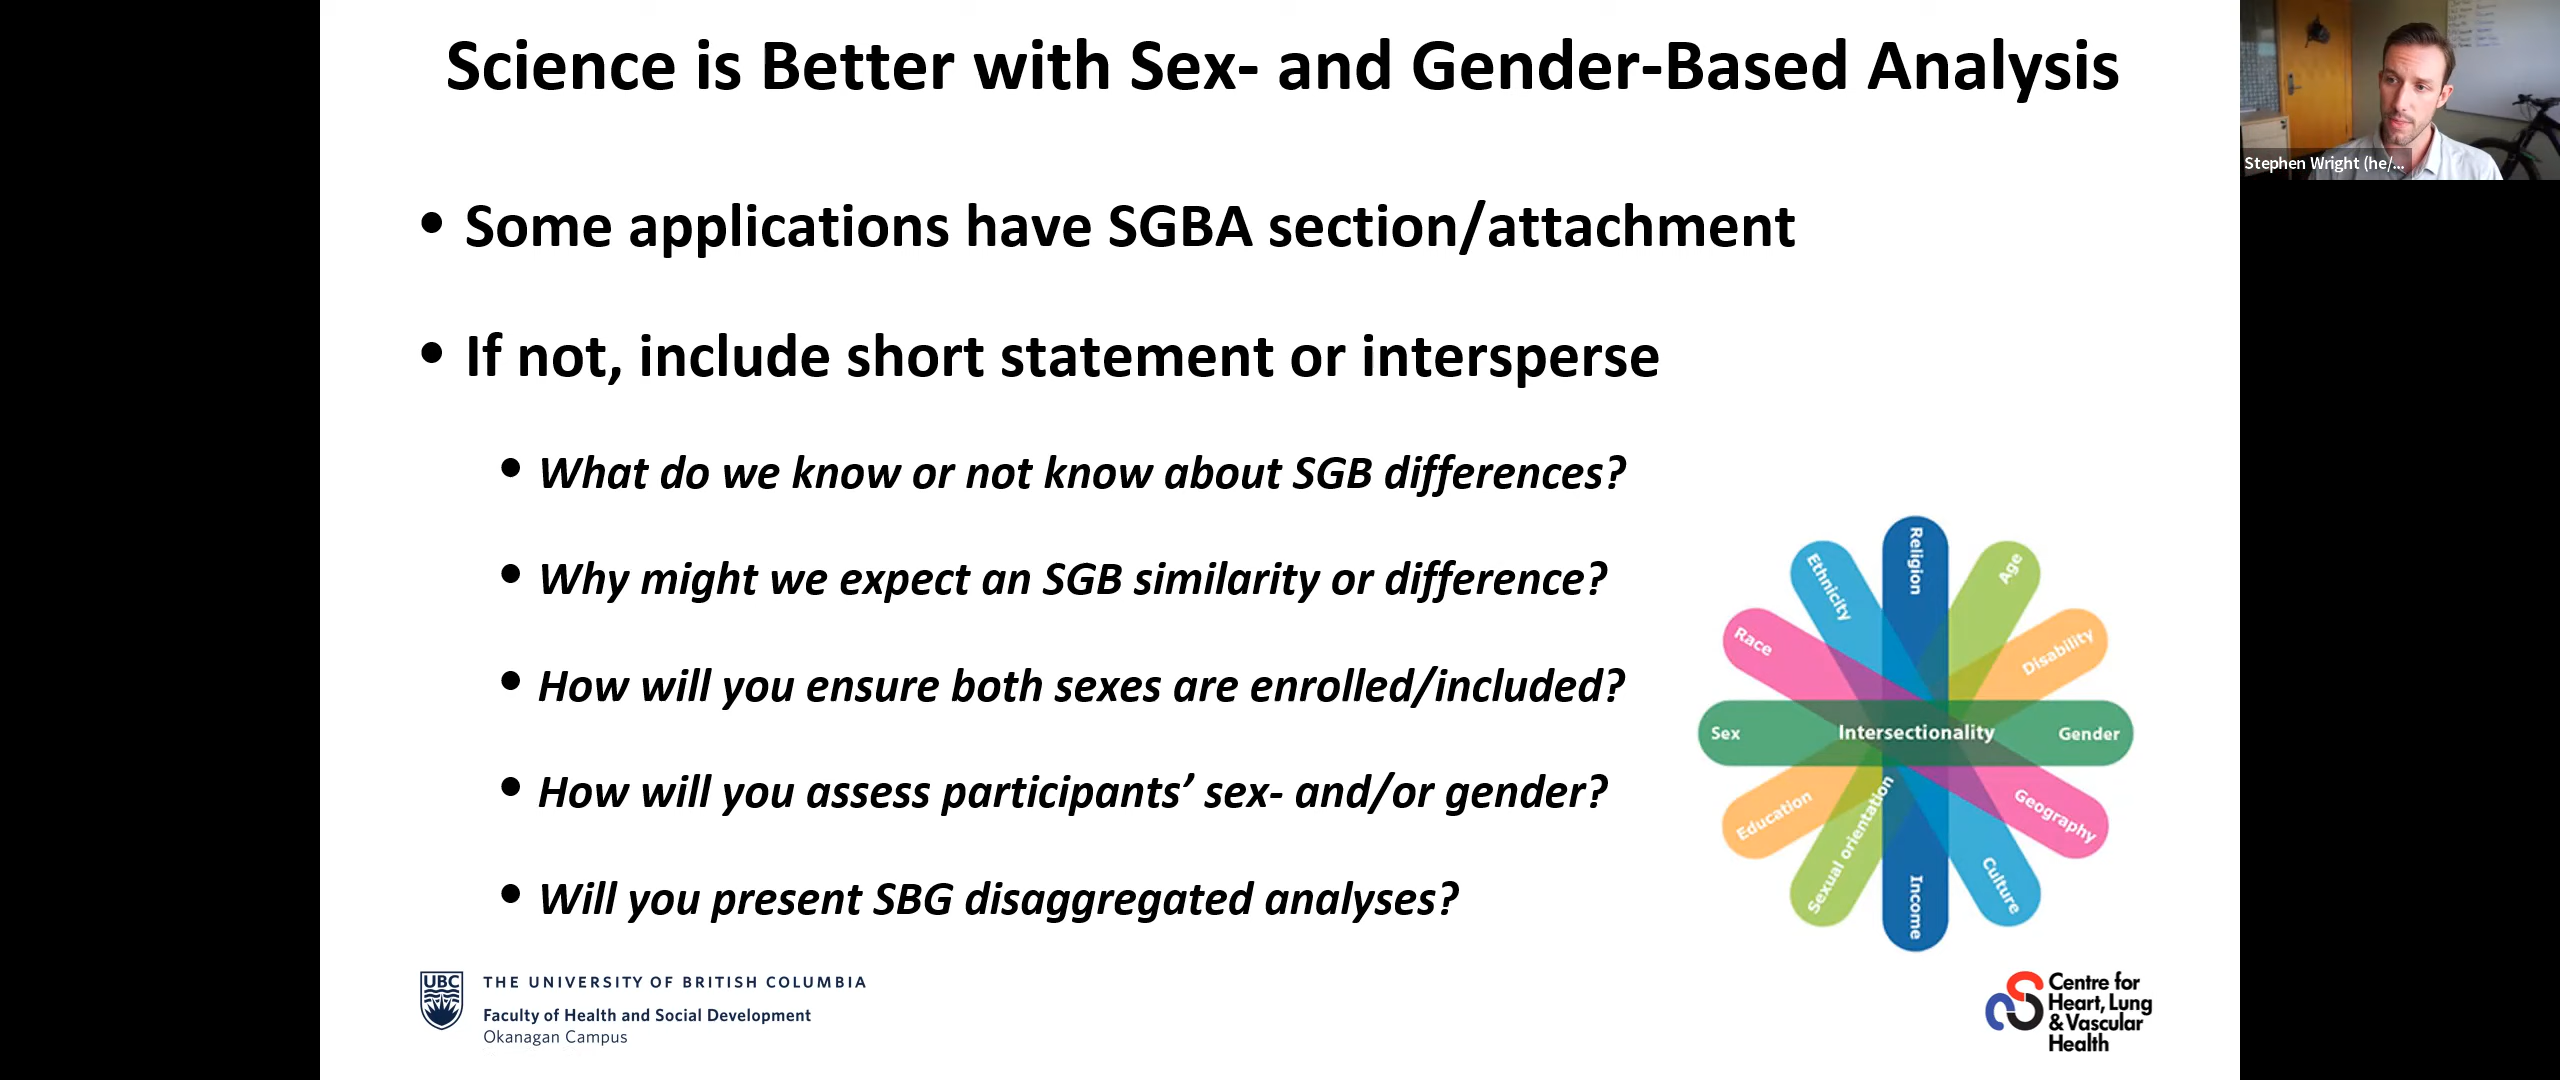 Science is Better with Sex- and Gender-Based Analysis
• Some applications have SGBA section/attachment
• If not, include short statement or intersperse
• What do we know or not know about SGB differences?
• Why might we expect an SGB similarity or difference?
• How will you ensure both sexes are enrolled/included?
• How will you assess participants’ sex- and/or gender?
• Will you present SBG disaggregated analyses?
Religion
Age
Disability
Gender
Geography
Culture
Income
Sexual orientation
Education
Sex
Race
Ethnicity
Intersectionality
UBC
THE UNIVERSITY OF BRITISH COLUMBIA
Faculty of Health and Social Development
Okanagan Campus
Centre for
Heart, Lung
& Vascular
Health
Stephen Wright (he/...